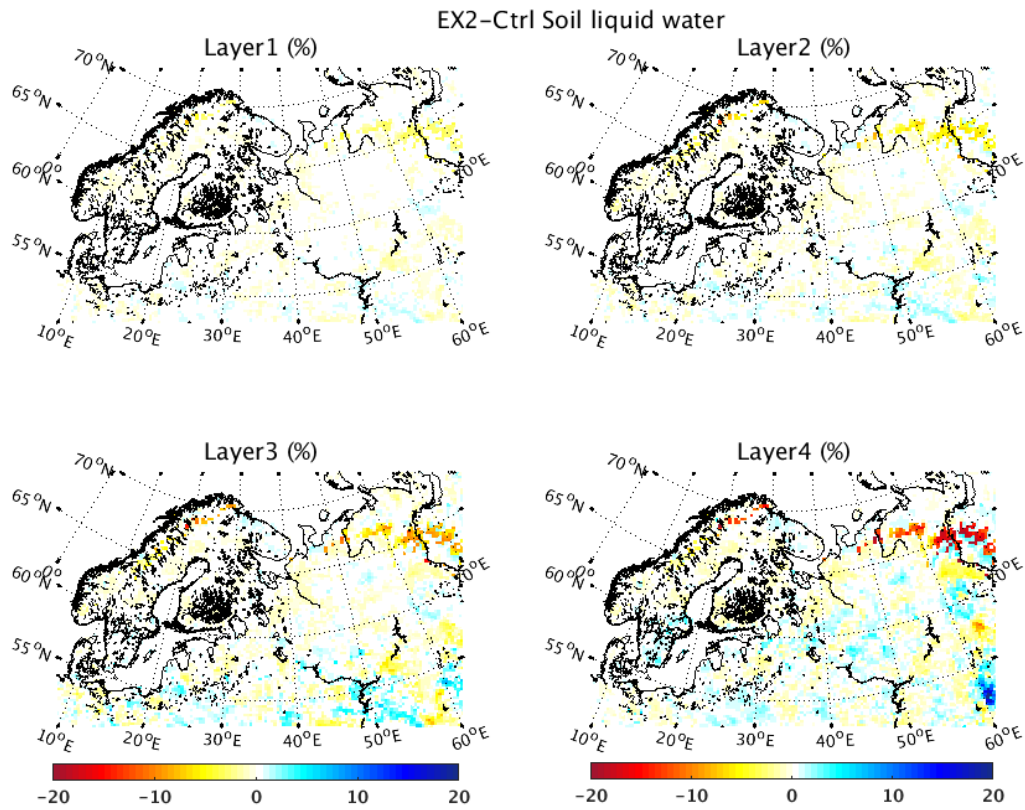 EX2−Ctrl Soil liquid water
Layer1 (%)
Layer2 (%)
70°N
65°N
60°N
55°N
10°E
20°E
30°E
40°E
50°E
60°E
70°N
65°N
60°N
55°N
10°E
20°E
30°E
40°E
50°E
60°E
Layer3 (%)
Layer4 (%)
70°N
65°N
60°N
55°N
10°E
20°E
30°E
40°E
50°E
60°E
70°N
65°N
60°N
55°N
10°E
20°E
30°E
40°E
50°E
60°E
−20 −10 0 10 20
−20 −10 0 10 20